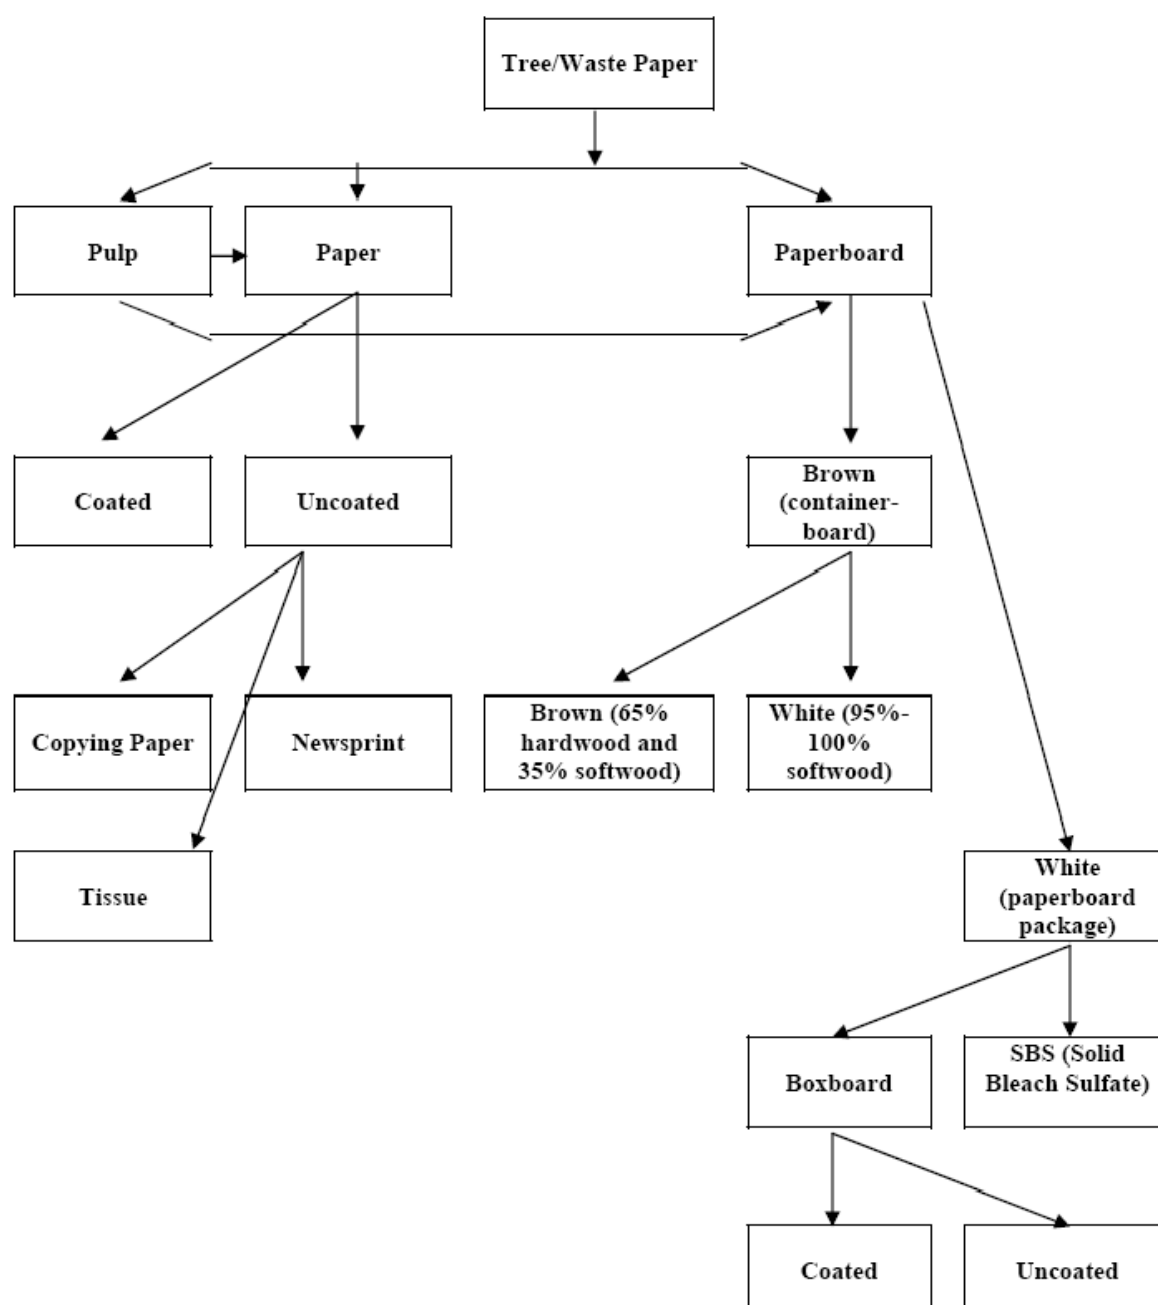 Tree/Waste Paper
Pulp
Paper
Paperboard
Coated
Uncoated
Brown
(container-
board)
Copying Paper
Newsprint
Brown (65%
hardwood and
35% softwood)
White (95%-
100%
softwood)
Tissue
White
(paperboard
package)
Boxboard
SBS (Solid
Bleach Sulfate)
Coated
Uncoated